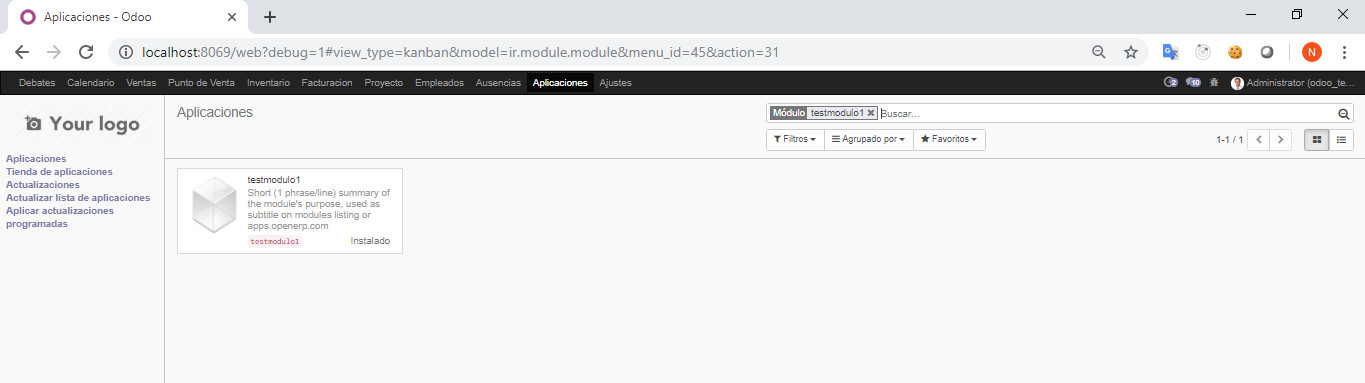 Aplicaciones - Odoo
localhost:8069/web?debug=1#view_type=kanban&model=ir.module.module&menu_id=45&action=31
N
Debates Calendario Ventas Punto de Venta Inventario Facturacion Proyecto Empleados Ausencias Aplicaciones Ajustes
2 10 Administrator (odoo_te...
Your logo
Aplicaciones
Tienda de aplicaciones
Actualizaciones
Actualizar lista de aplicaciones
Aplicar actualizaciones
programadas
Aplicaciones
Módulo testmodulo1 Buscar...
Filtros Agrupado por Favoritos
1-1 / 1
testmodulo1
Short (1 phrase/line) summary of
the module's purpose, used as
subtitle on modules listing or
apps.openerp.com
testmodulo1 Instalado